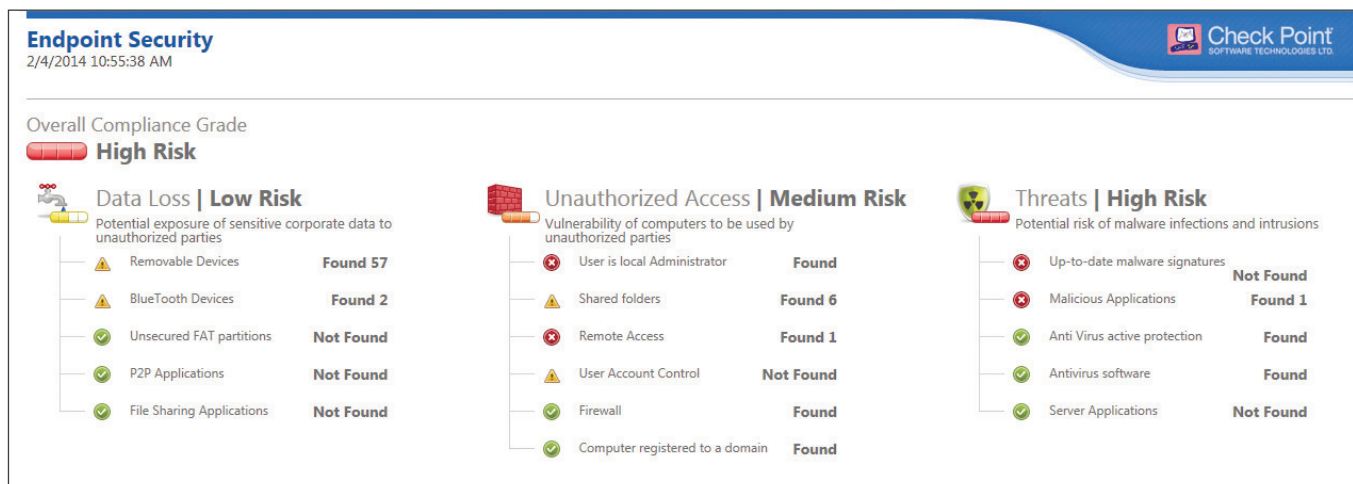 Endpoint Security
2/4/2014 10:55:38 AM
Check Point
SOFTWARE TECHNOLOGIES LTD.
Overall Compliance Grade
High Risk
Data Loss | Low Risk
Potential exposure of sensitive corporate data to
unauthorized parties
Removable Devices Found 57
BlueTooth Devices Found 2
Unsecured FAT partitions Not Found
P2P Applications Not Found
File Sharing Applications Not Found
Unauthorized Access | Medium Risk
Vulnerability of computers to be used by
unauthorized parties
User is local Administrator Found
Shared folders Found 6
Remote Access Found 1
User Account Control Not Found
Firewall Found
Computer registered to a domain Found
Threats | High Risk
Potential risk of malware infections and intrusions
Up-to-date malware signatures
Not Found
Malicious Applications Found 1
Anti Virus active protection Found
Antivirus software Found
Server Applications Not Found